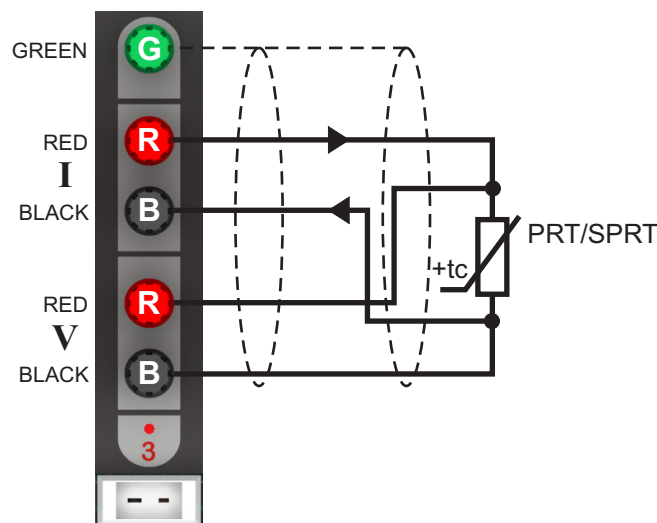 GREEN G
RED R
I
BLACK B
PRT/SPRT
+tc
RED R
V
BLACK B
3